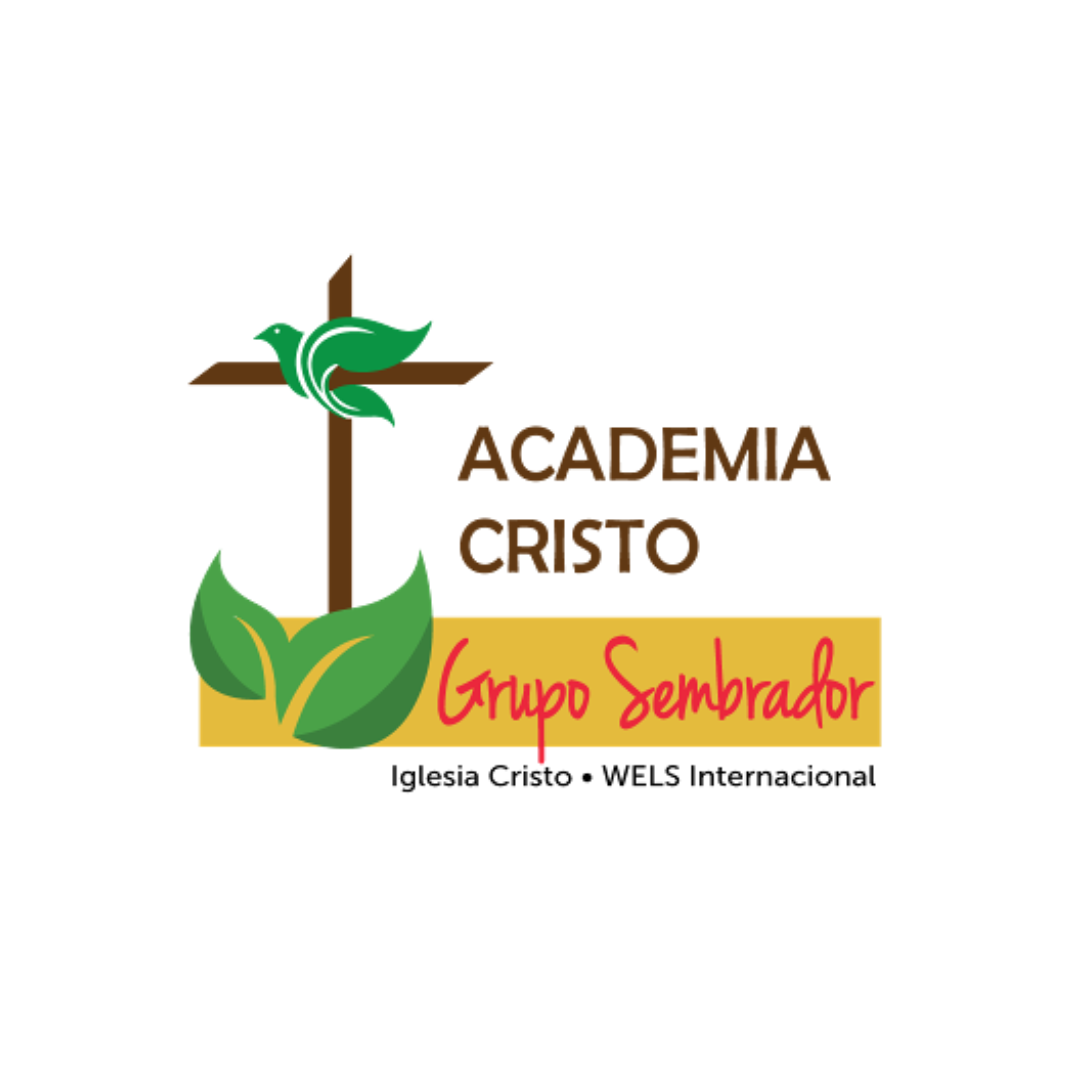 ACADEMIA
CRISTO
Grupo Sembrador
Iglesia Cristo • WELS Internacional